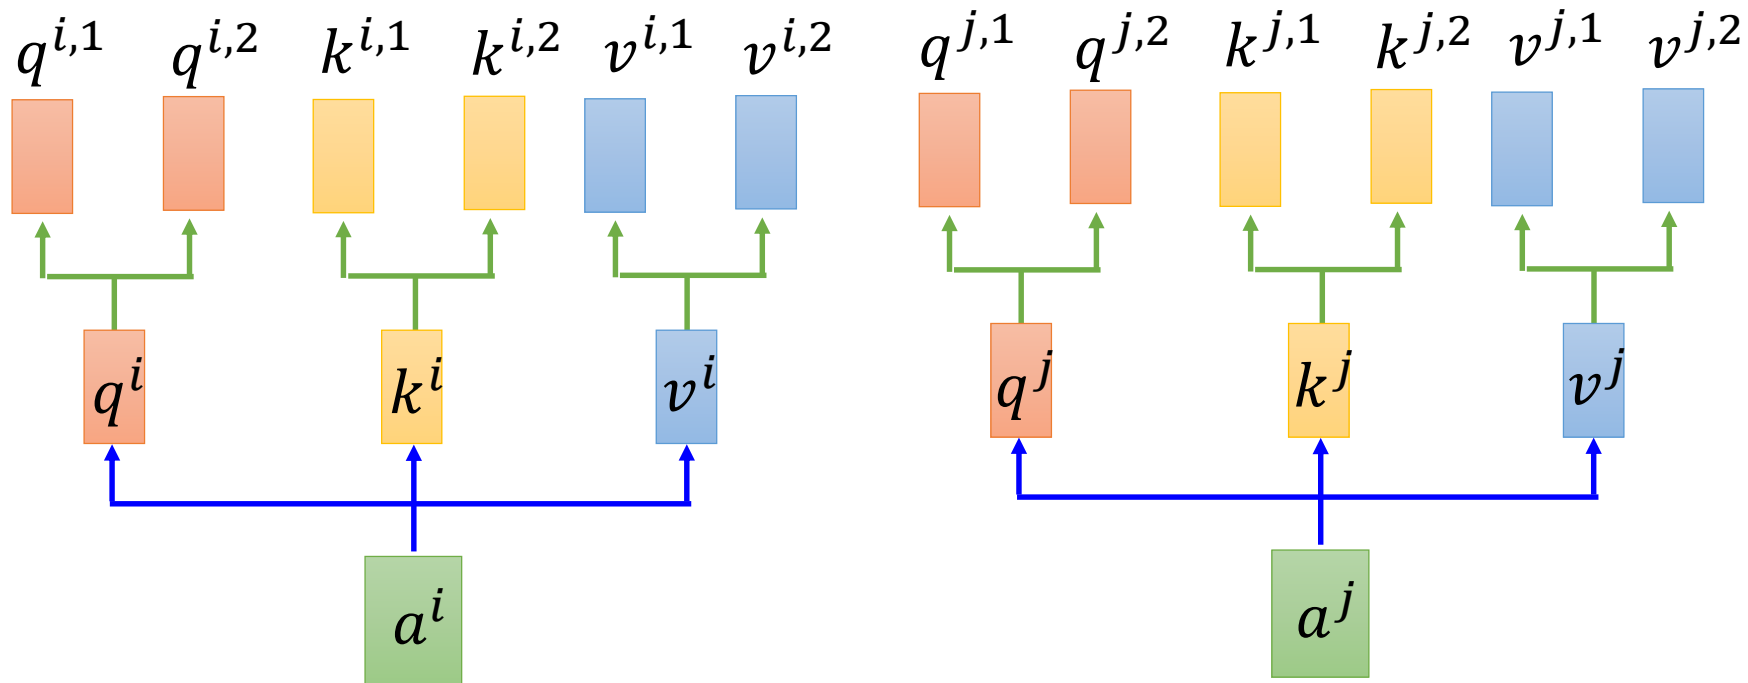 q^{i,1} q^{i,2} k^{i,1} k^{i,2} v^{i,1} v^{i,2} q^{j,1} q^{j,2} k^{j,1} k^{j,2} v^{j,1} v^{j,2}
q^i k^i v^i q^j k^j v^j
a^i a^j